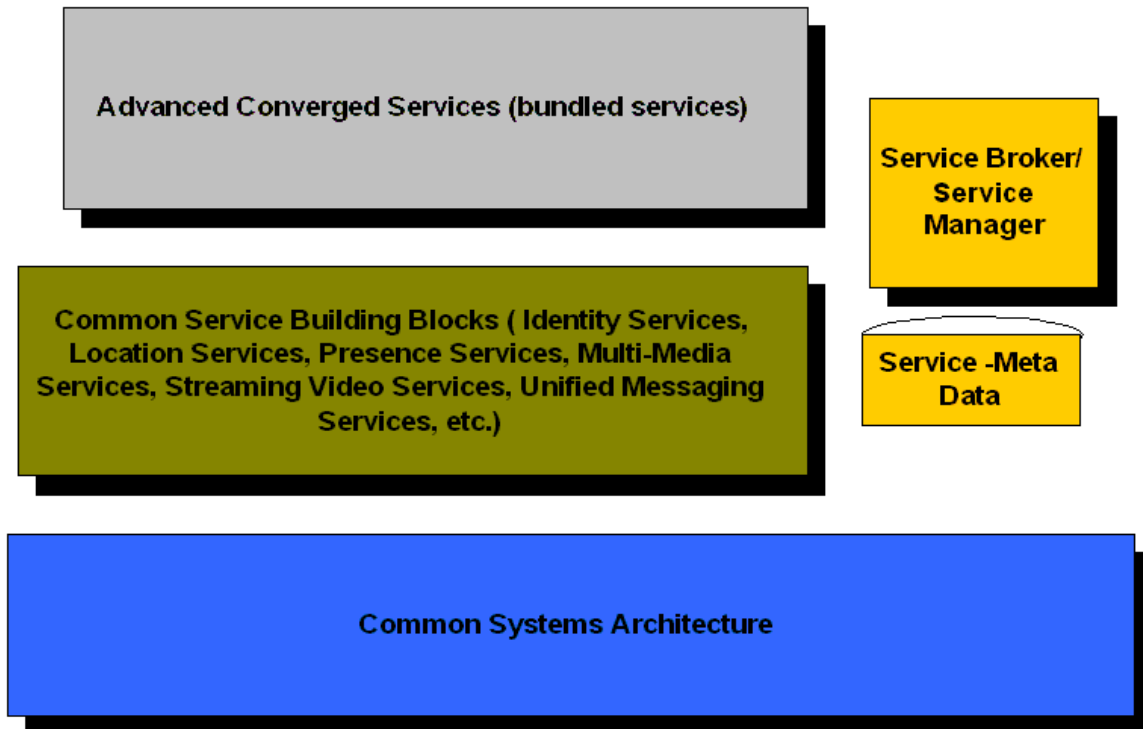 Advanced Converged Services (bundled services)
Service Broker/
Service
Manager
Common Service Building Blocks ( Identity Services,
Location Services, Presence Services, Multi-Media
Services, Streaming Video Services, Unified Messaging
Services, etc.)
Service -Meta
Data
Common Systems Architecture